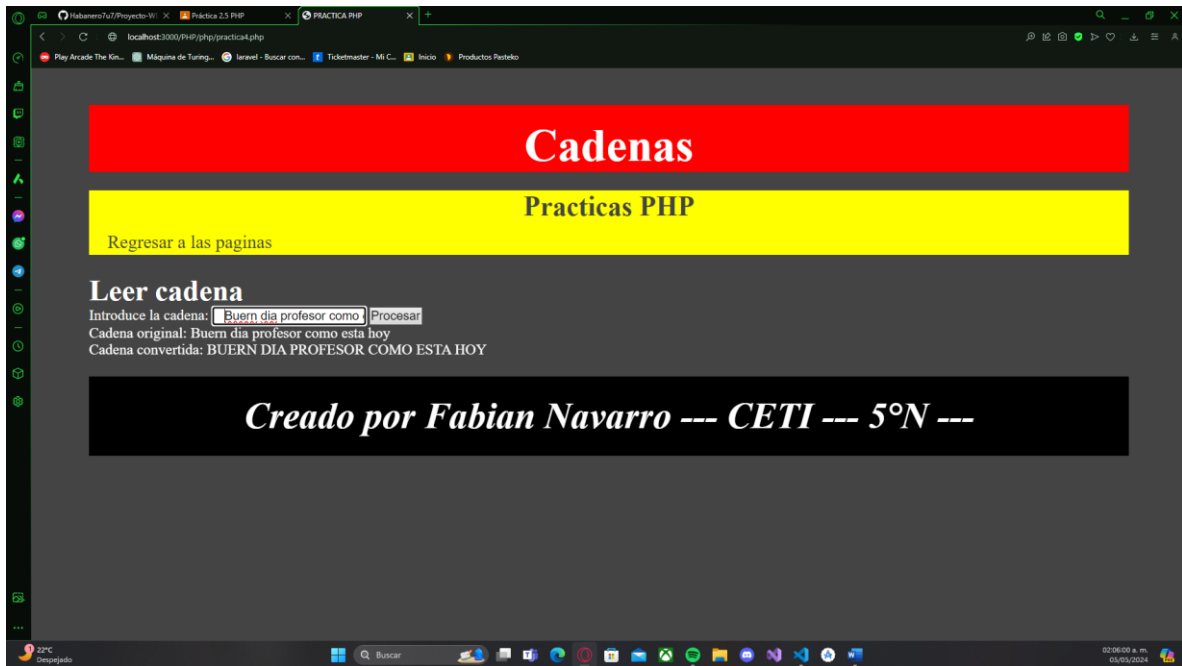 Habanero7u7/Proyecto-W
Práctica 2.5 PHP
PRACTICA PHP
localhost:3000/PHP/php/practica4.php
Play Arcade The Kin...
Máquina de Turing...
laravel - Buscar con...
Ticketmaster - Mi C...
Inicio
Productos Pasteko
Cadenas
Practicas PHP
Regresar a las paginas
Leer cadena
Introduce la cadena: Buern dia profesor como Procesar
Cadena original: Buern dia profesor como esta hoy
Cadena convertida: BUERN DIA PROFESOR COMO ESTA HOY
Creado por Fabian Navarro --- CETI --- 5°N ---
1
22°C
Despejado
Buscar
02:06:00 a. m.
05/05/2024